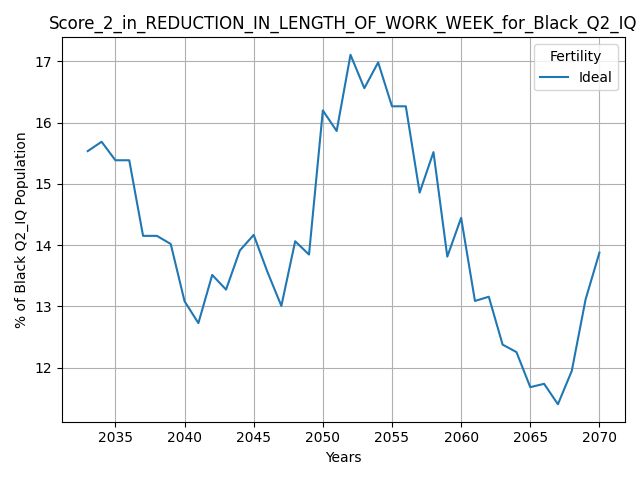 Score_2_in_REDUCTION_IN_LENGTH_OF_WORK_WEEK_for_Black_Q2_IQ
Fertility
Ideal
% of Black Q2_IQ Population
17
16
15
14
13
12
2035 2040 2045 2050 2055 2060 2065 2070
Years